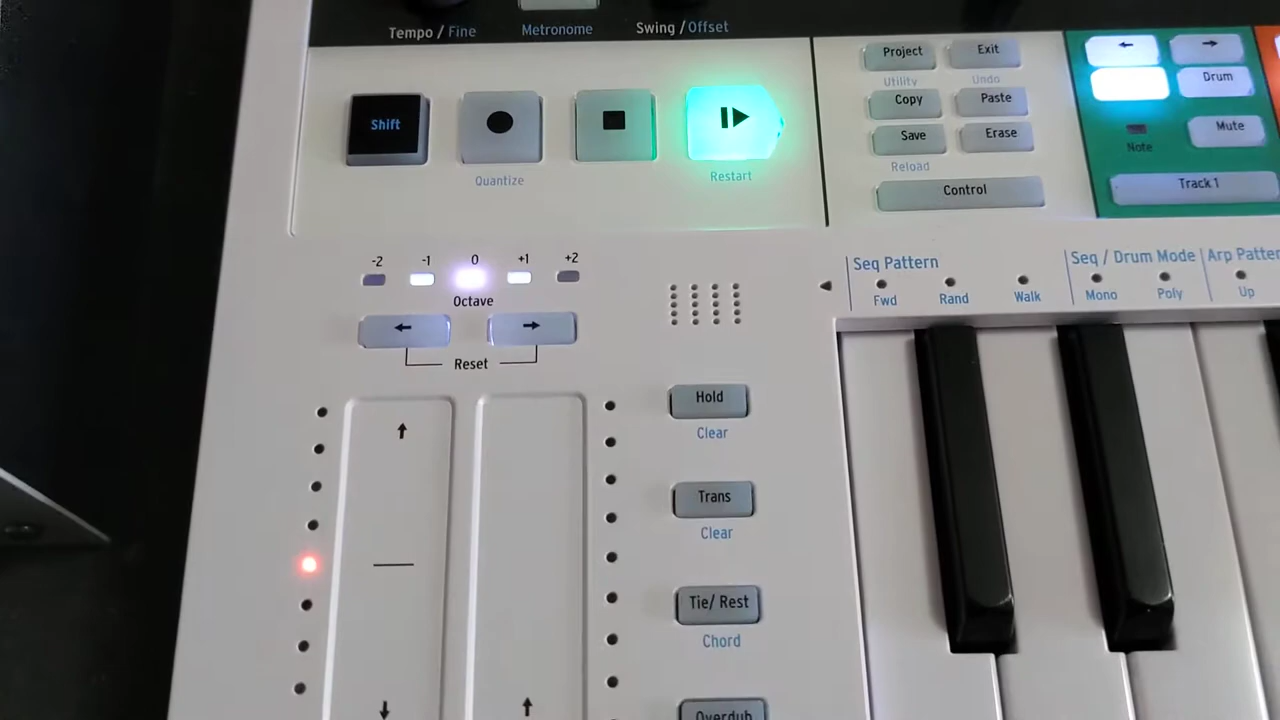 Tempo / Fine
Metronome
Swing / Offset
Project
Exit
Utility
Undo
Copy
Paste
Save
Erase
Reload
Control
Drum
Mute
Note
Track 1
Shift
Quantize
Restart
-2 -1 0 +1 +2
Octave
Reset
Seq Pattern
Fwd
Rand
Walk
Seq / Drum Mode
Mono
Poly
Arp
Up
Hold
Clear
Trans
Clear
Tie/ Rest
Chord
Overdub